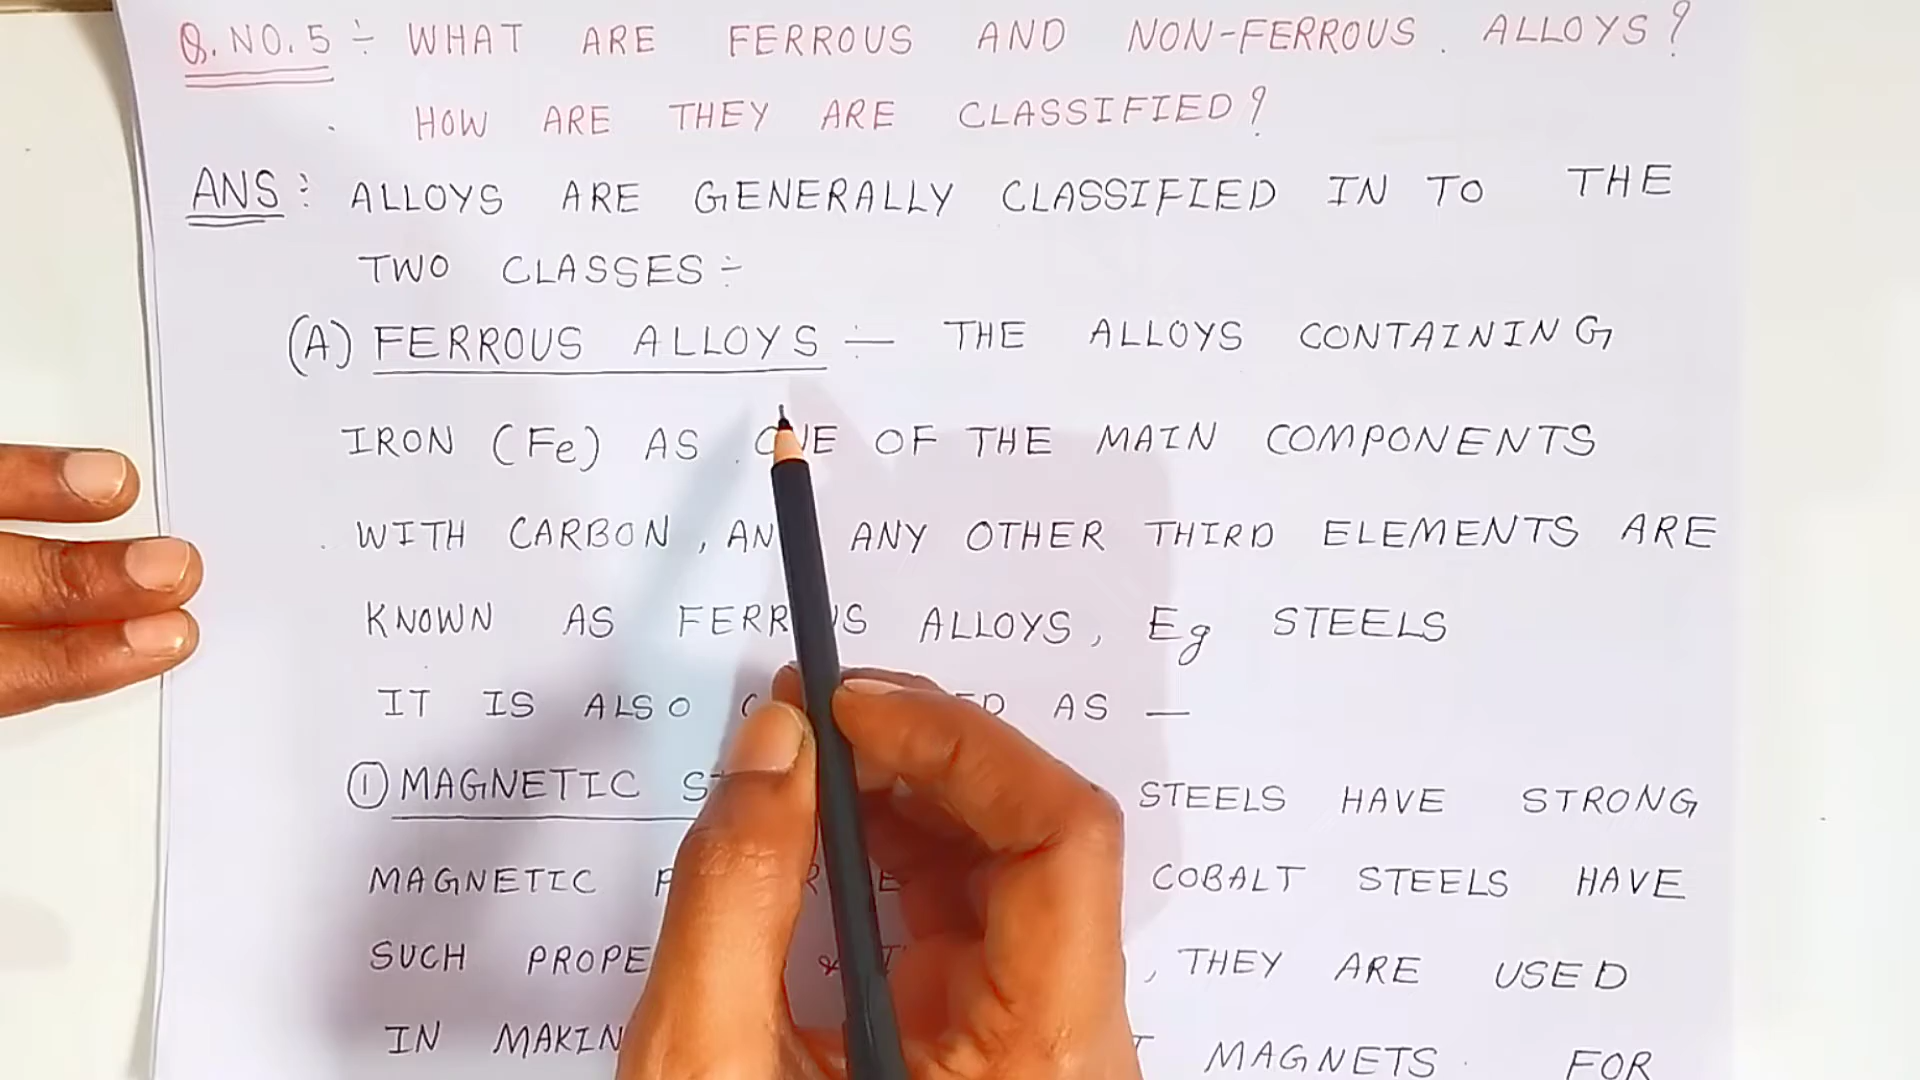 Q.NO.5 ÷ WHAT ARE FERROUS AND NON-FERROUS. ALLOYS?
HOW ARE THEY ARE CLASSIFIED?
ANS: ALLOYS ARE GENERALLY CLASSIFIED IN TO THE
TWO CLASSES ÷
(A) FERROUS ALLOYS ÷ THE ALLOYS CONTAINING
IRON (Fe) AS ONE OF THE MAIN COMPONENTS
WITH CARBON, ANY OTHER THIRD ELEMENTS ARE
KNOWN AS FERROUS ALLOYS, Eg STEELS
IT IS ALSO AS —
① MAGNETIC STEELS HAVE STRONG
MAGNETIC COBALT STEELS HAVE
SUCH , THEY ARE USED
IN MAGNETS. FOR